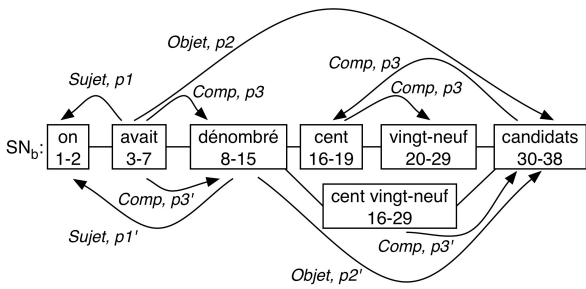 Objet, p2
Comp, p3
Sujet, p1
Comp, p3
Comp, p3
SN_b: on avait dénombré cent vingt-neuf candidats
1-2 3-7 8-15 16-19 20-29 30-38
cent vingt-neuf
16-29
Comp, p3'
Sujet, p1'
Comp, p3'
Objet, p2'